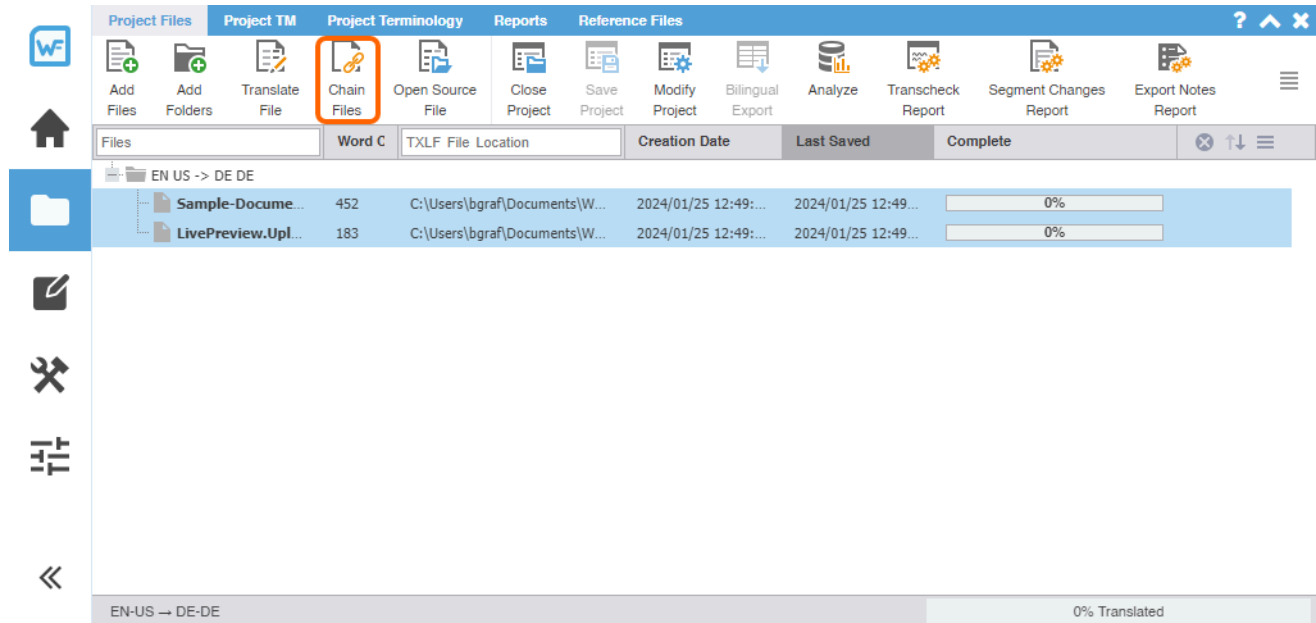 Project Files Project TM Project Terminology Reports Reference Files ?
WF
Add Files
Add Folders
Translate File
Chain Files
Open Source File
Close Project
Save Project
Modify Project
Bilingual Export
Analyze
Transcheck Report
Segment Changes Report
Export Notes Report
Files Word C TXLF File Location Creation Date Last Saved Complete
EN US -> DE DE
Sample-Docume... 452 C:\Users\bgraf\Documents\W... 2024/01/25 12:49:... 2024/01/25 12:49... 0%
LivePreview.Upl... 183 C:\Users\bgraf\Documents\W... 2024/01/25 12:49:... 2024/01/25 12:49... 0%
EN-US → DE-DE 0% Translated